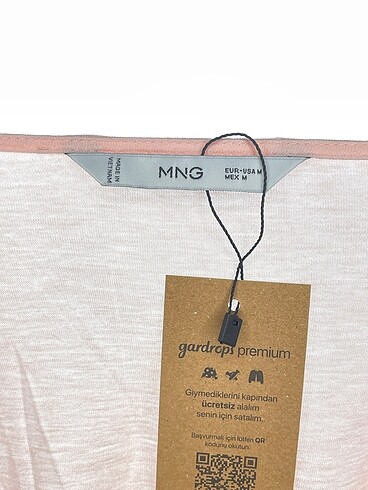 MADE IN
VIETNAM
MNG
EUR-USA M
MEX M
gardrops premium
Giymediklerini kapından
ücretsiz alalım
senin için satalım.
Başvurmak için lütfen QR
kodunu okutun